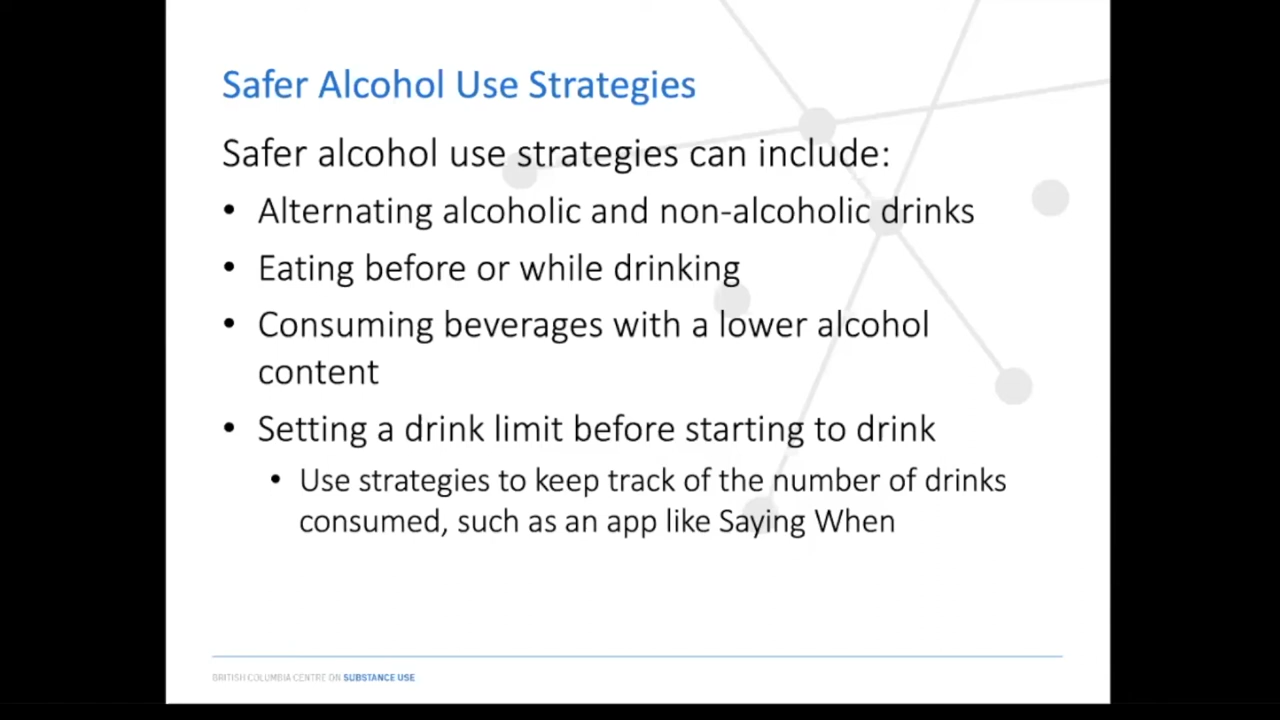 Safer Alcohol Use Strategies
Safer alcohol use strategies can include:
• Alternating alcoholic and non-alcoholic drinks
• Eating before or while drinking
• Consuming beverages with a lower alcohol
content
• Setting a drink limit before starting to drink
• Use strategies to keep track of the number of drinks
consumed, such as an app like Saying When
BRITISH COLUMBIA CENTRE ON SUBSTANCE USE